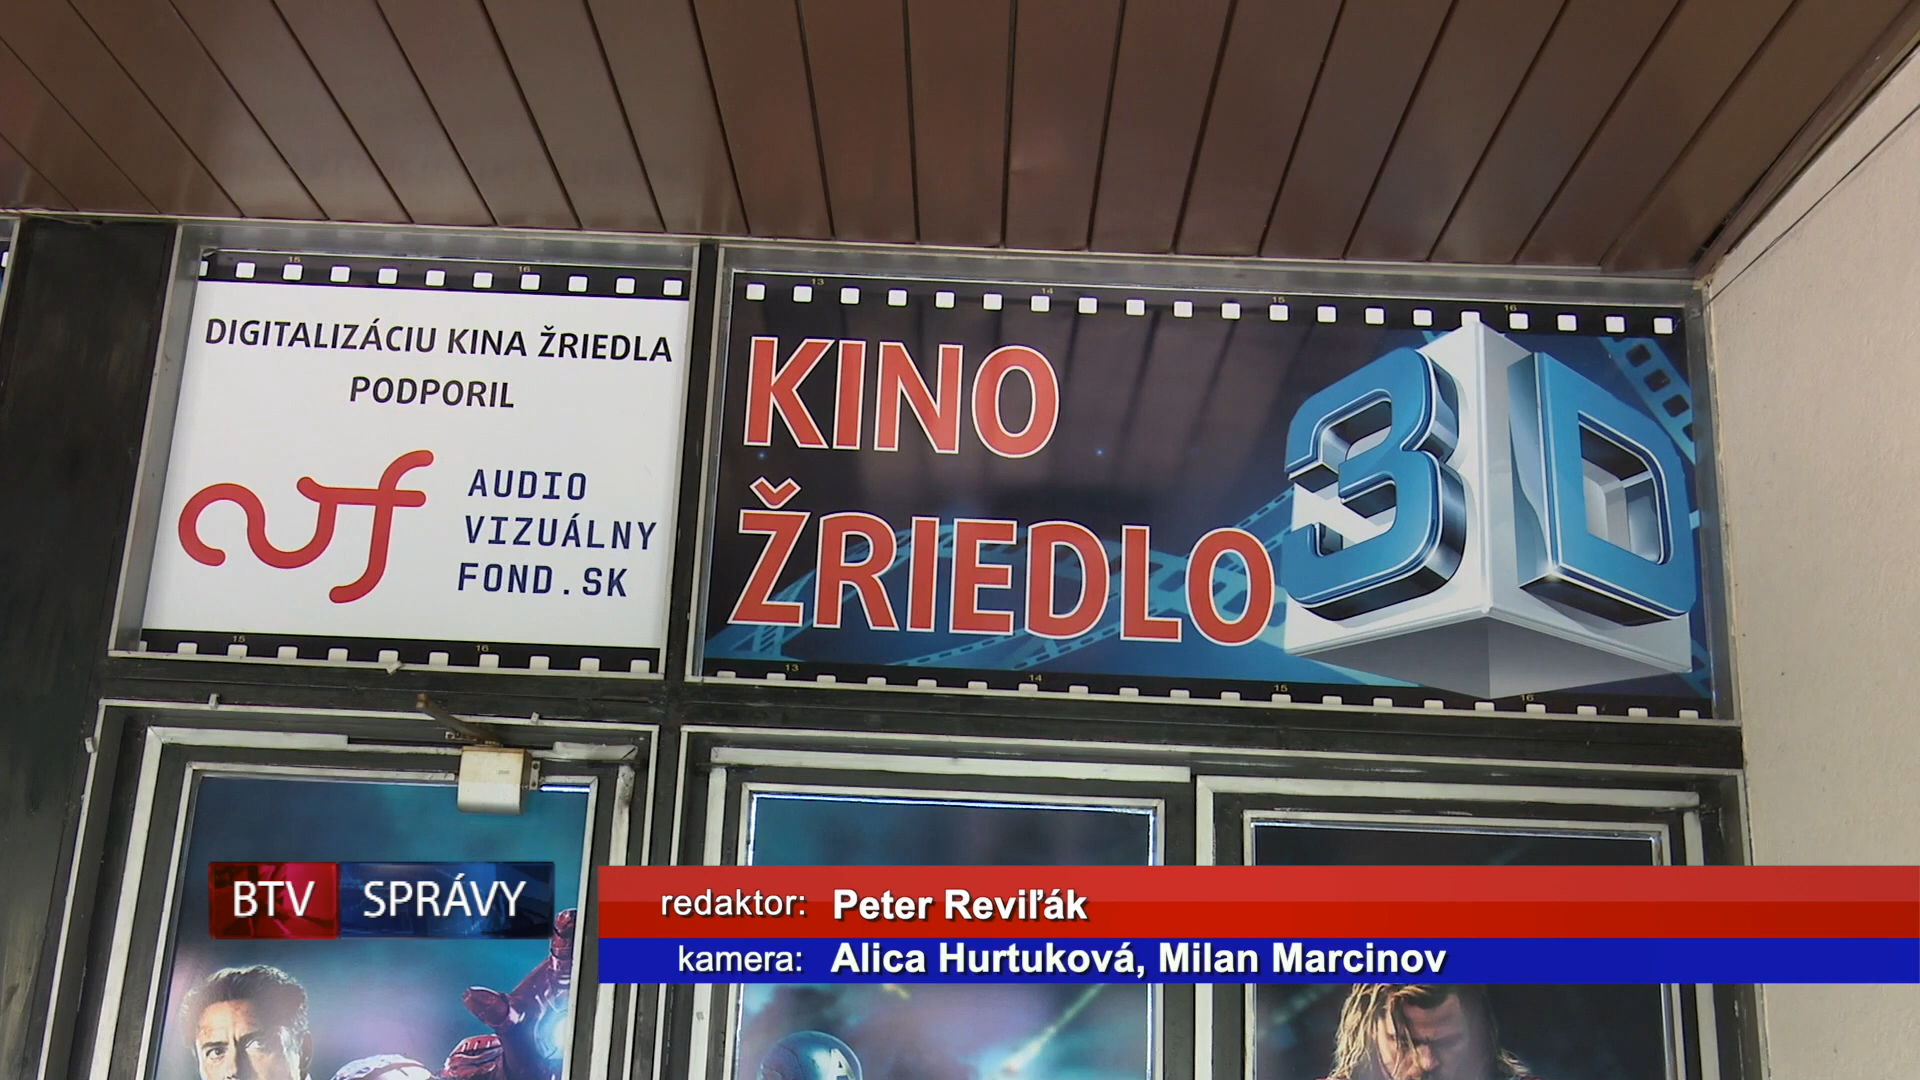 DIGITALIZÁCIU KINA ŽRIEDLA
PODPORIL
avf
AUDIO
VIZUÁLNY
FOND.SK
KINO
ŽRIEDLO
3D
BTV SPRÁVY
redaktor: Peter Reviľák
kamera: Alica Hurtuková, Milan Marcinov